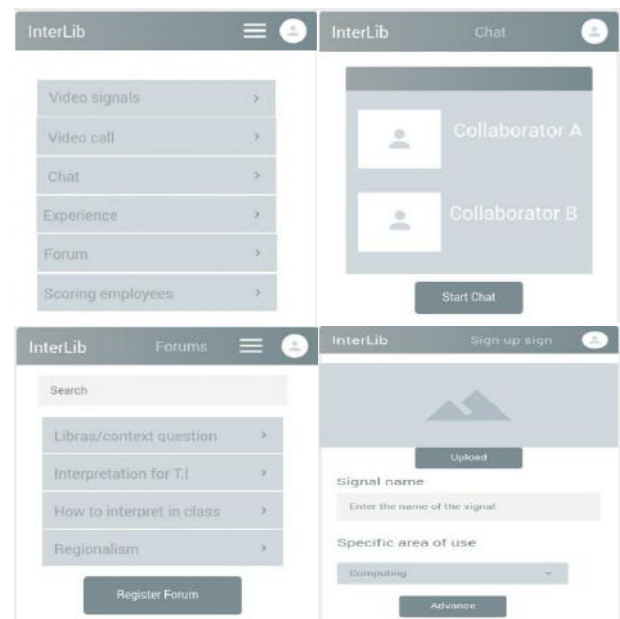 InterLib
Video signals
Video call
Chat
Experience
Forum
Scoring employees
InterLib Chat
Collaborator A
Collaborator B
Start Chat
InterLib Forums
Search
Libras/context question
Interpretation for T.I
How to interpret in class
Regionalism
Register Forum
InterLib Sign up sign
Upload
Signal name
Enter the name of the signal
Specific area of use
Computing
Advance